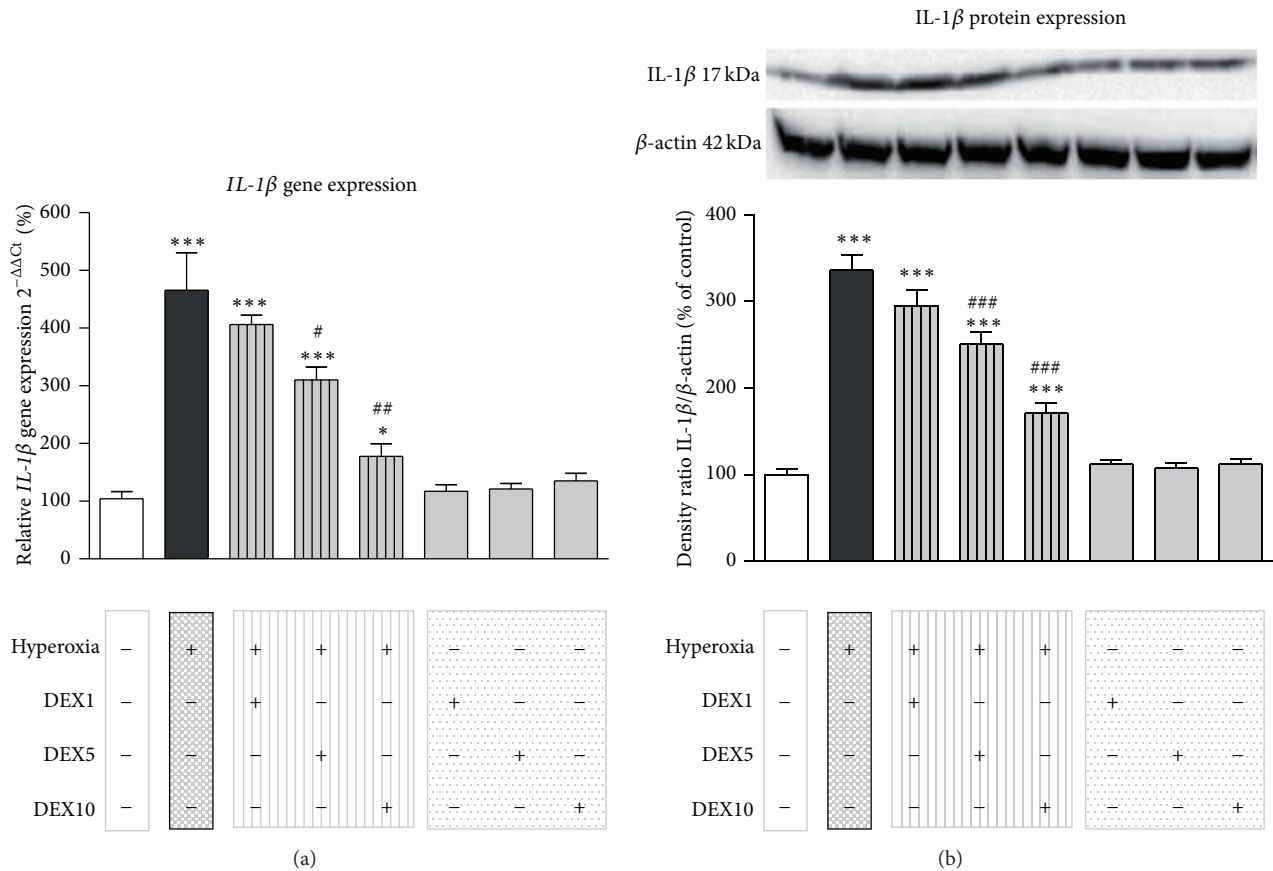 IL-1β gene expression
Relative IL-1β gene expression 2^−ΔΔCt (%)
600
500
400
300
200
100
0
***
***
#
***
##
*
Hyperoxia − + + + + − − −
DEX1 − − + − − + − −
DEX5 − − − + − − + −
DEX10 − − − − + − − +
(a)
IL-1β protein expression
IL-1β 17 kDa
β-actin 42 kDa
Density ratio IL-1β/β-actin (% of control)
400
300
200
100
0
***
***
###
***
###
***
Hyperoxia − + + + + − − −
DEX1 − − + − − + − −
DEX5 − − − + − − + −
DEX10 − − − − + − − +
(b)